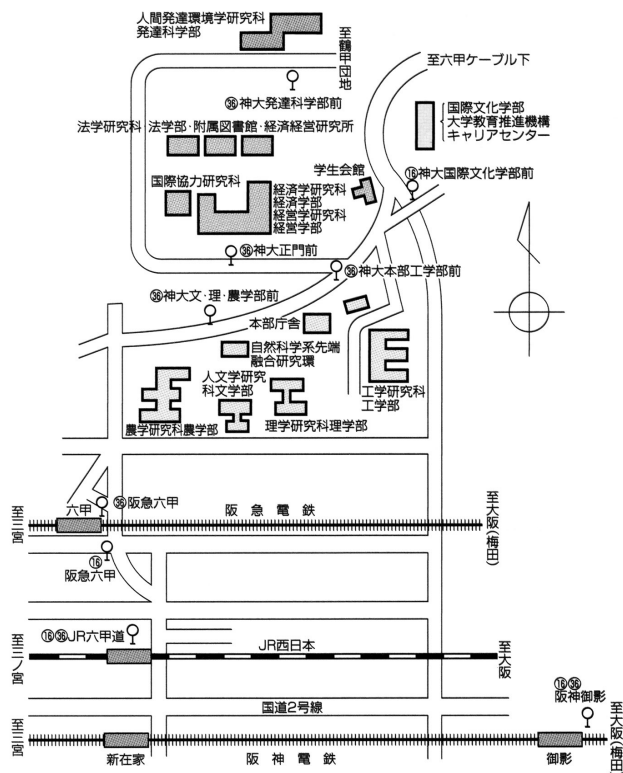 人間発達環境学研究科
発達科学部
至鶴甲団地
至六甲ケーブル下
㊱神大発達科学部前
国際文化学部
大学教育推進機構
キャリアセンター
法学研究科 法学部・附属図書館・経済経営研究所
学生会館
⑯神大国際文化学部前
国際協力研究科
経済学研究科
経済学部
経営学研究科
経営学部
㊱神大正門前
㊱神大本部工学部前
㊱神大文・理・農学部前
本部庁舎
自然科学系先端
融合研究環
人文学研究
科文学部
工学研究科
工学部
農学研究科農学部
理学研究科理学部
六甲
㊱阪急六甲
至三宮
阪急電鉄
至大阪(梅田)
⑯
阪急六甲
⑯㊱JR六甲道
至三ノ宮
JR西日本
至大阪
国道2号線
⑯㊱
阪神御影
至三宮
新在家
阪神電鉄
御影
至大阪(梅田)